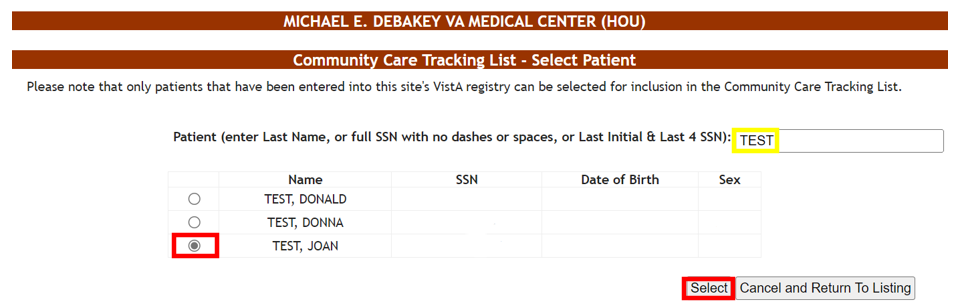 MICHAEL E. DEBAKEY VA MEDICAL CENTER (HOU)
Community Care Tracking List - Select Patient
Please note that only patients that have been entered into this site's VistA registry can be selected for inclusion in the Community Care Tracking List.
Patient (enter Last Name, or full SSN with no dashes or spaces, or Last Initial & Last 4 SSN): TEST
Name SSN Date of Birth Sex
TEST, DONALD
TEST, DONNA
TEST, JOAN
Select Cancel and Return To Listing